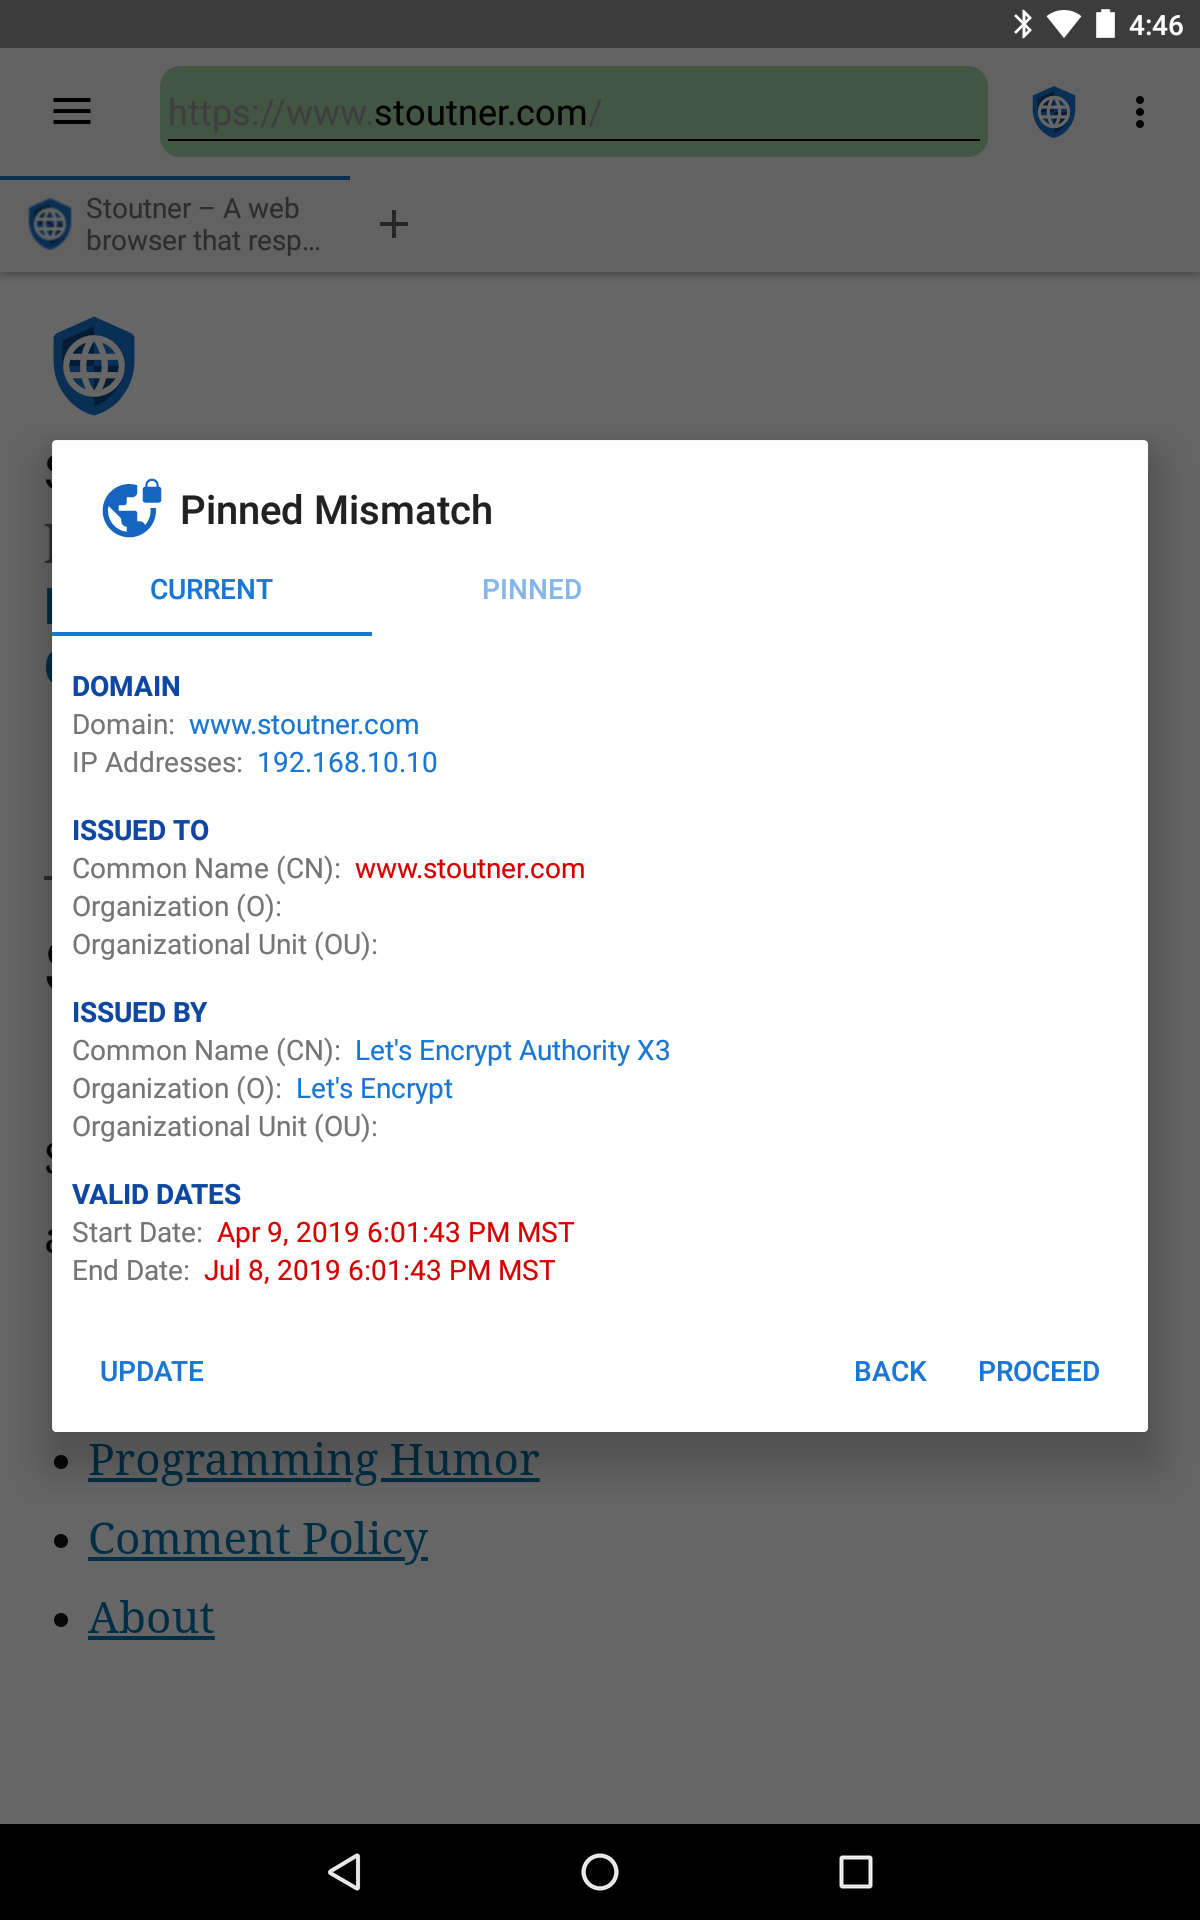 4:46
https://www.stoutner.com/
Stoutner – A web
browser that resp...
Pinned Mismatch
CURRENT PINNED
DOMAIN
Domain: www.stoutner.com
IP Addresses: 192.168.10.10
ISSUED TO
Common Name (CN): www.stoutner.com
Organization (O):
Organizational Unit (OU):
ISSUED BY
Common Name (CN): Let's Encrypt Authority X3
Organization (O): Let's Encrypt
Organizational Unit (OU):
VALID DATES
Start Date: Apr 9, 2019 6:01:43 PM MST
End Date: Jul 8, 2019 6:01:43 PM MST
UPDATE BACK PROCEED
Programming Humor
Comment Policy
About